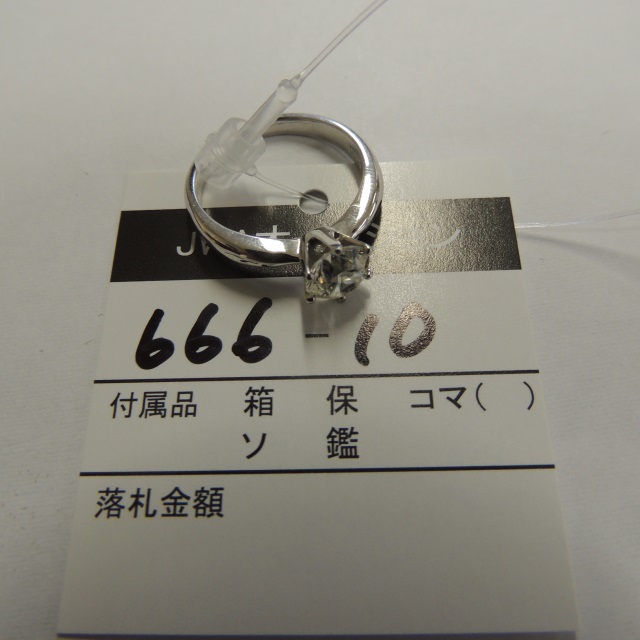 666-10
付属品 箱 保 コマ( )
ソ 鑑
落札金額